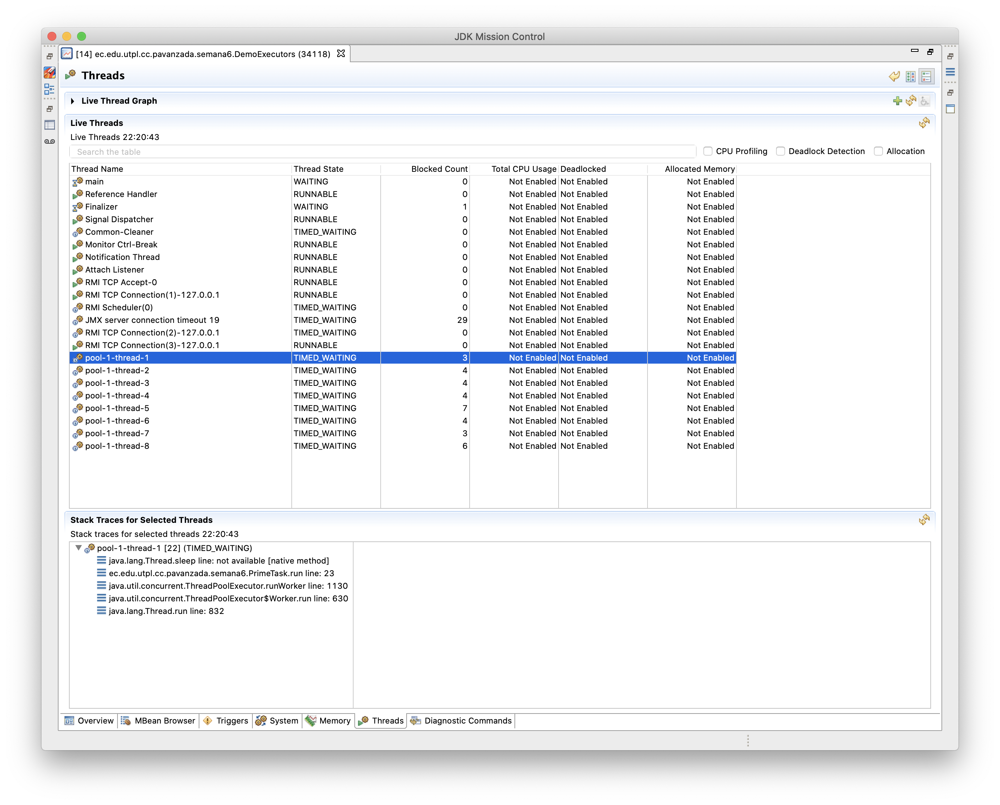 JDK Mission Control
[14] ec.edu.utpl.cc.pavanzada.semana6.DemoExecutors (34118)
Threads
Live Thread Graph
Live Threads
Live Threads 22:20:43
Search the table CPU Profiling Deadlock Detection Allocation
Thread Name Thread State Blocked Count Total CPU Usage Deadlocked Allocated Memory
main WAITING 0 Not Enabled Not Enabled Not Enabled
Reference Handler RUNNABLE 0 Not Enabled Not Enabled Not Enabled
Finalizer WAITING 1 Not Enabled Not Enabled Not Enabled
Signal Dispatcher RUNNABLE 0 Not Enabled Not Enabled Not Enabled
Common-Cleaner TIMED_WAITING 0 Not Enabled Not Enabled Not Enabled
Monitor Ctrl-Break RUNNABLE 0 Not Enabled Not Enabled Not Enabled
Notification Thread RUNNABLE 0 Not Enabled Not Enabled Not Enabled
Attach Listener RUNNABLE 0 Not Enabled Not Enabled Not Enabled
RMI TCP Accept-0 RUNNABLE 0 Not Enabled Not Enabled Not Enabled
RMI TCP Connection(1)-127.0.0.1 RUNNABLE 0 Not Enabled Not Enabled Not Enabled
RMI Scheduler(0) TIMED_WAITING 0 Not Enabled Not Enabled Not Enabled
JMX server connection timeout 19 TIMED_WAITING 29 Not Enabled Not Enabled Not Enabled
RMI TCP Connection(2)-127.0.0.1 TIMED_WAITING 0 Not Enabled Not Enabled Not Enabled
RMI TCP Connection(3)-127.0.0.1 RUNNABLE 0 Not Enabled Not Enabled Not Enabled
pool-1-thread-1 TIMED_WAITING 3 Not Enabled Not Enabled Not Enabled
pool-1-thread-2 TIMED_WAITING 4 Not Enabled Not Enabled Not Enabled
pool-1-thread-3 TIMED_WAITING 4 Not Enabled Not Enabled Not Enabled
pool-1-thread-4 TIMED_WAITING 4 Not Enabled Not Enabled Not Enabled
pool-1-thread-5 TIMED_WAITING 7 Not Enabled Not Enabled Not Enabled
pool-1-thread-6 TIMED_WAITING 4 Not Enabled Not Enabled Not Enabled
pool-1-thread-7 TIMED_WAITING 3 Not Enabled Not Enabled Not Enabled
pool-1-thread-8 TIMED_WAITING 6 Not Enabled Not Enabled Not Enabled
Stack Traces for Selected Threads
Stack traces for selected threads 22:20:43
pool-1-thread-1 [22] (TIMED_WAITING)
java.lang.Thread.sleep line: not available [native method]
ec.edu.utpl.cc.pavanzada.semana6.PrimeTask.run line: 23
java.util.concurrent.ThreadPoolExecutor.runWorker line: 1130
java.util.concurrent.ThreadPoolExecutor$Worker.run line: 630
java.lang.Thread.run line: 832
Overview MBean Browser Triggers System Memory Threads Diagnostic Commands